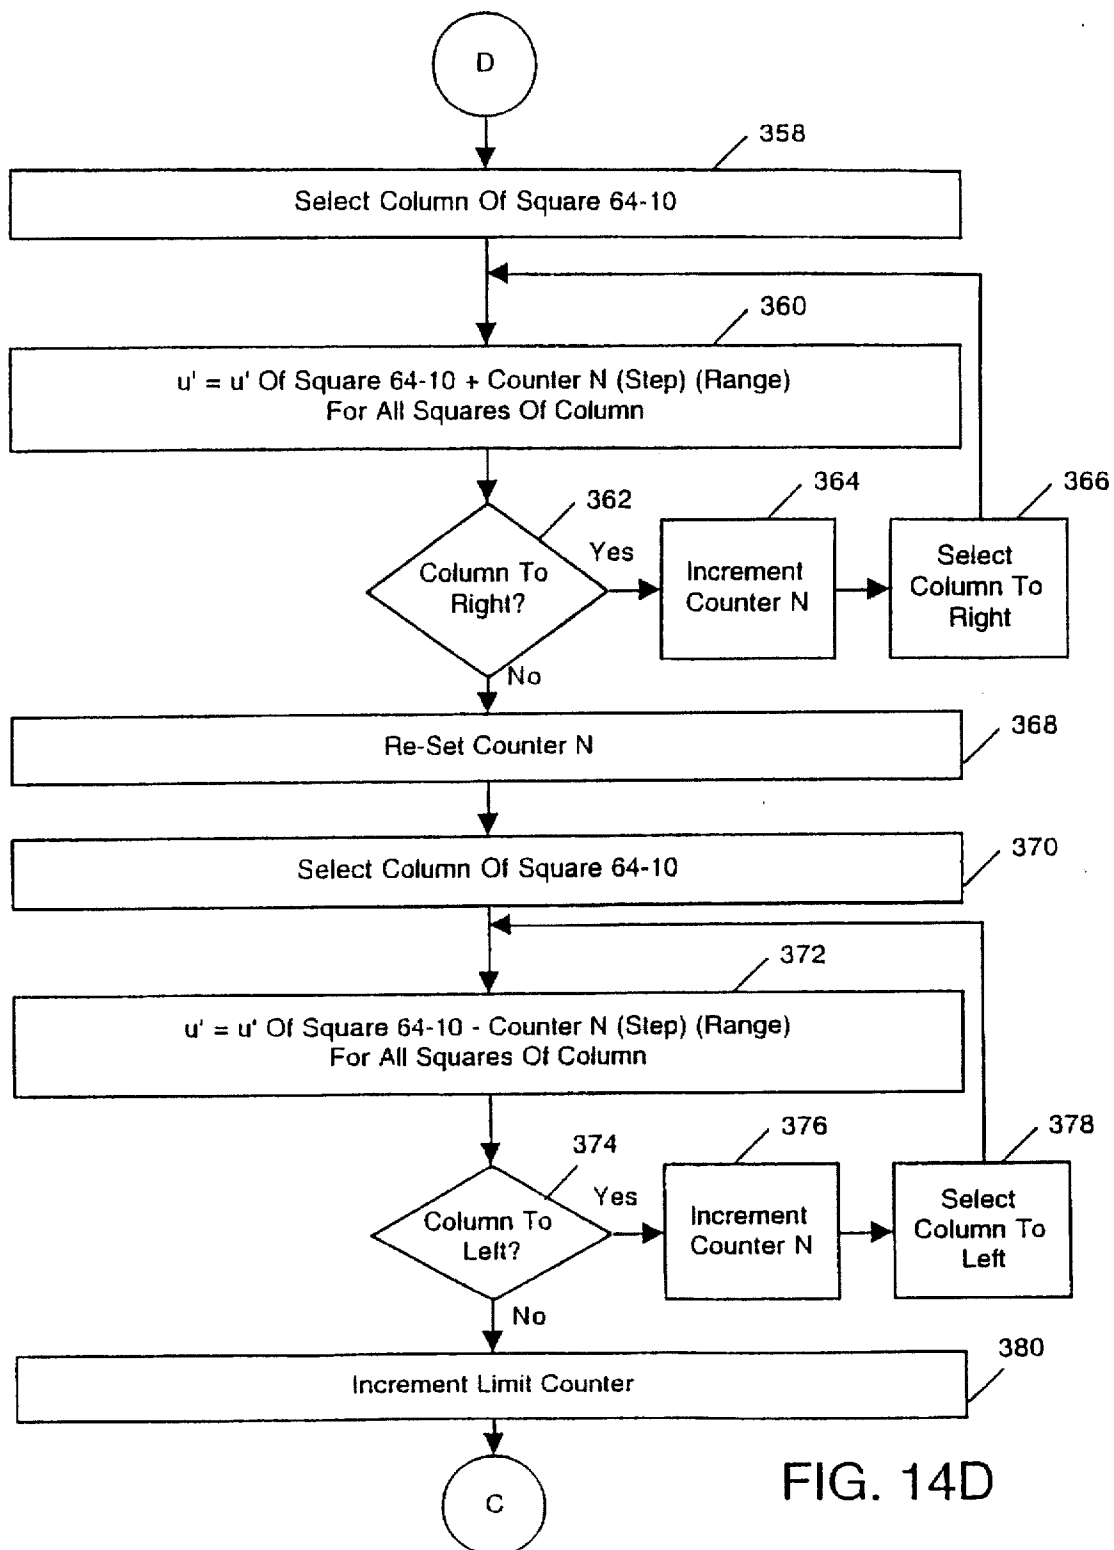 D
358
Select Column Of Square 64-10
360
u' = u' Of Square 64-10 + Counter N (Step) (Range)
For All Squares Of Column
362
364
366
Column To
Right?
Yes
Increment
Counter N
Select
Column To
Right
No
368
Re-Set Counter N
370
Select Column Of Square 64-10
372
u' = u' Of Square 64-10 - Counter N (Step) (Range)
For All Squares Of Column
374
376
378
Column To
Left?
Yes
Increment
Counter N
Select
Column To
Left
No
380
Increment Limit Counter
C
FIG. 14D